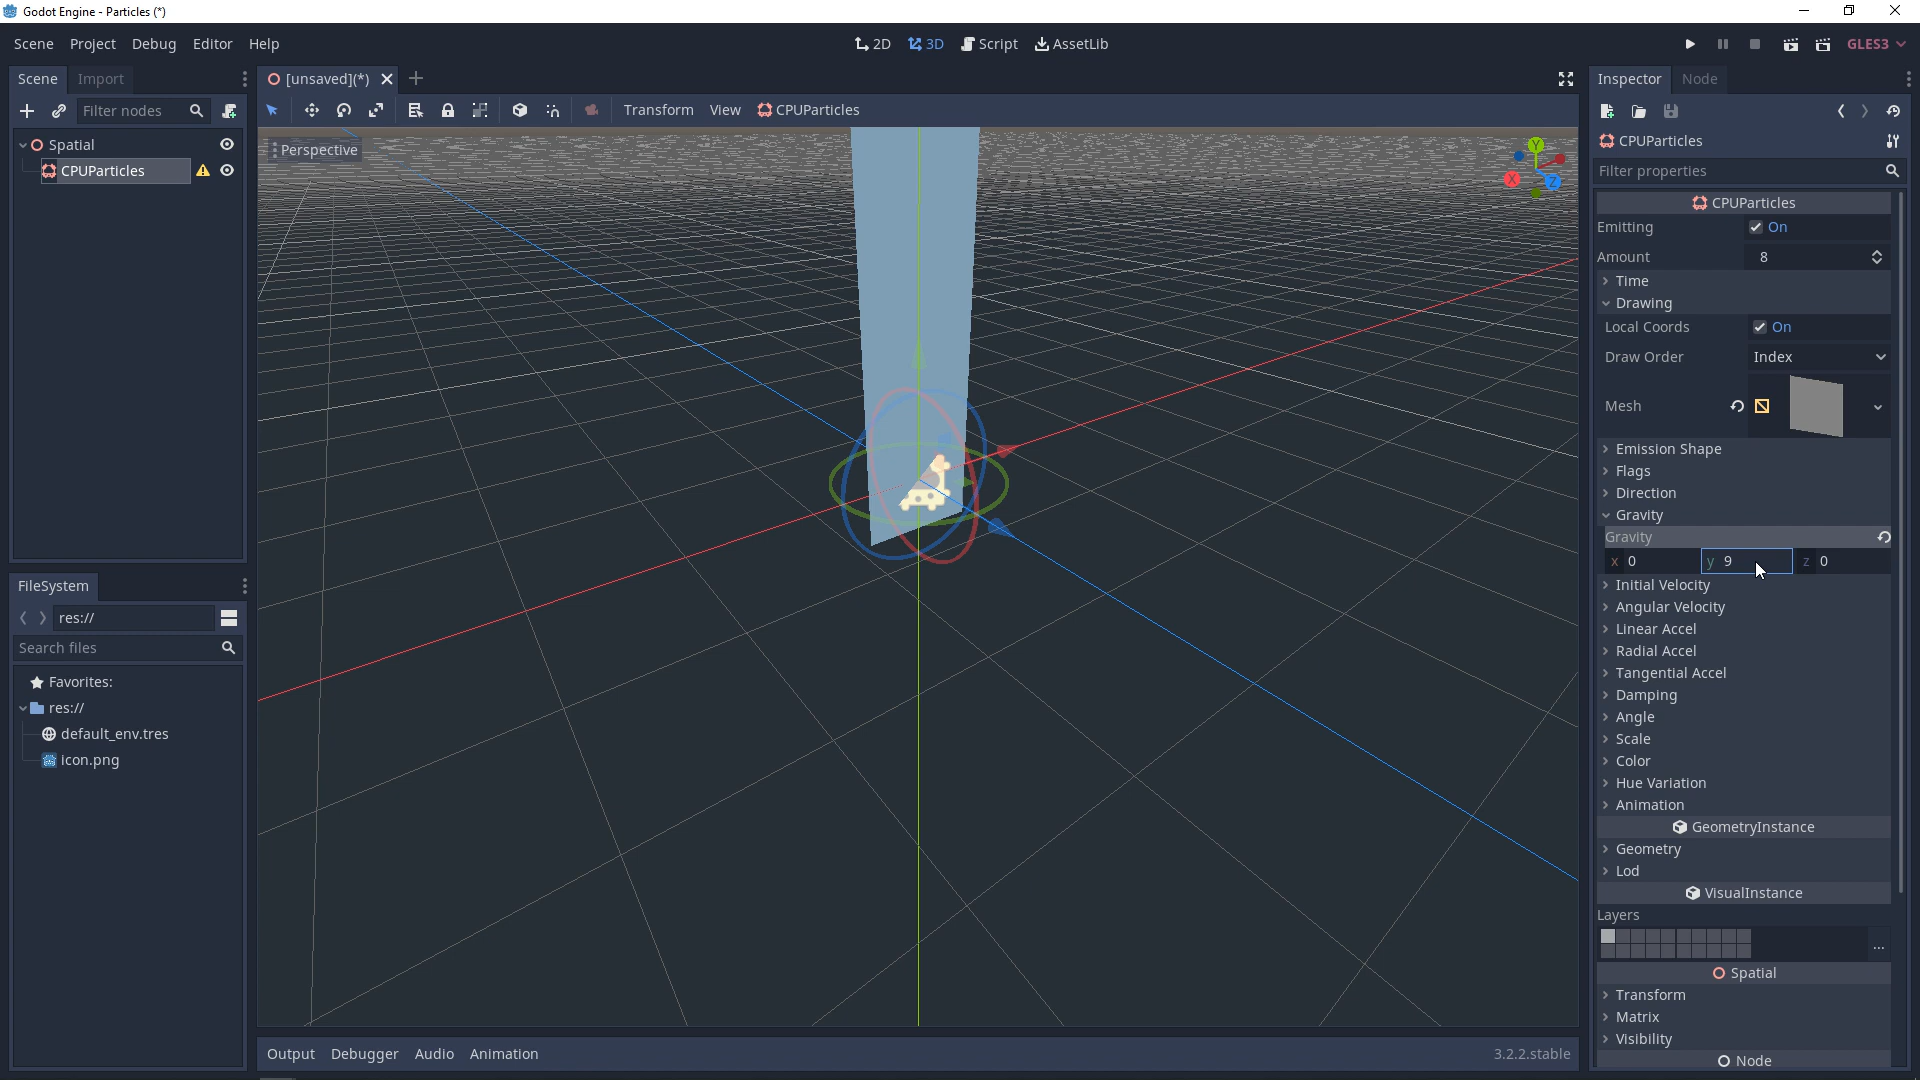 Godot Engine - Particles (*)
Scene Project Debug Editor Help
2D 3D Script AssetLib
GLES3
Scene Import
[unsaved](*)
Inspector Node
Filter nodes
Transform View CPUParticles
Spatial
CPUParticles
Perspective
Y
X
Z
CPUParticles
Filter properties
CPUParticles
Emitting On
Amount 8
Time
Drawing
Local Coords On
Draw Order Index
Mesh
Emission Shape
Flags
Direction
Gravity
Gravity
x 0 y 9 z 0
Initial Velocity
Angular Velocity
Linear Accel
Radial Accel
Tangential Accel
Damping
Angle
Scale
Color
Hue Variation
Animation
GeometryInstance
Geometry
Lod
VisualInstance
Layers
...
Spatial
Transform
Matrix
Visibility
Node
FileSystem
res://
Search files
Favorites:
res://
default_env.tres
icon.png
Output Debugger Audio Animation
3.2.2.stable